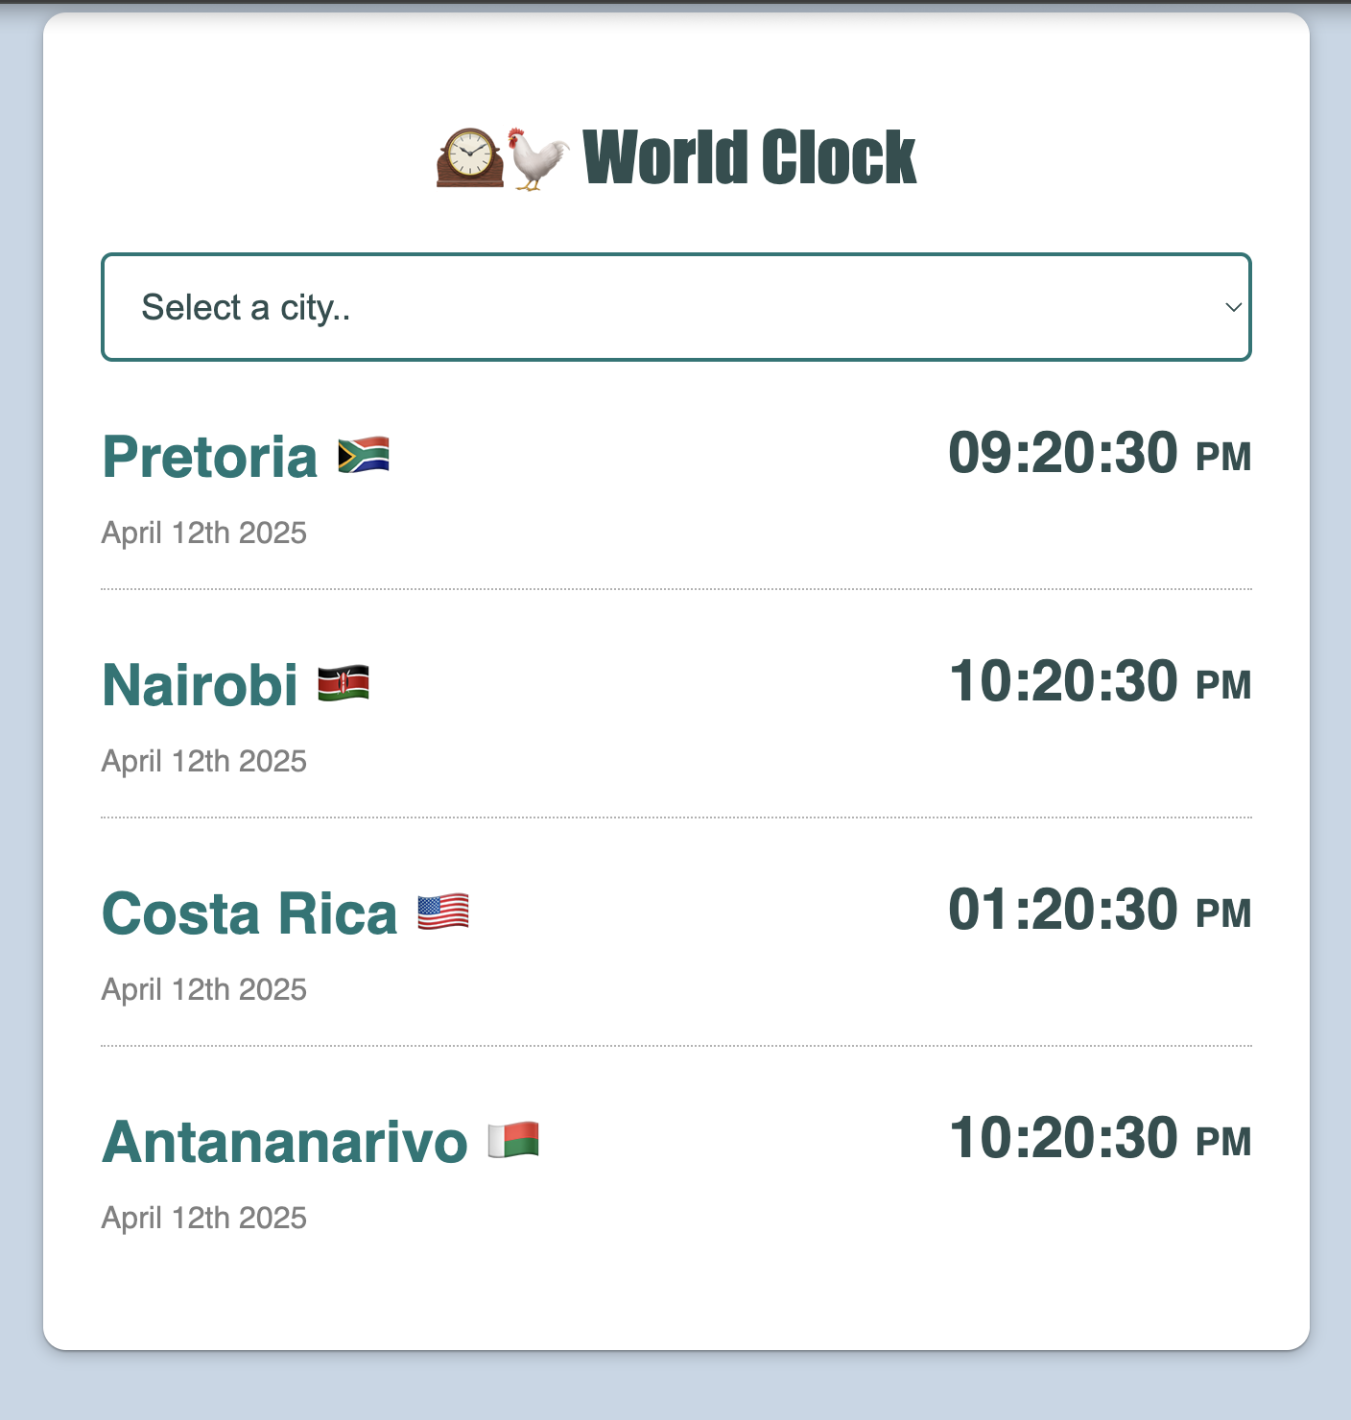 World Clock
Select a city..
Pretoria 🇿🇦 09:20:30 PM
April 12th 2025
Nairobi 🇰🇪 10:20:30 PM
April 12th 2025
Costa Rica 🇺🇸 01:20:30 PM
April 12th 2025
Antananarivo 🇲🇬 10:20:30 PM
April 12th 2025